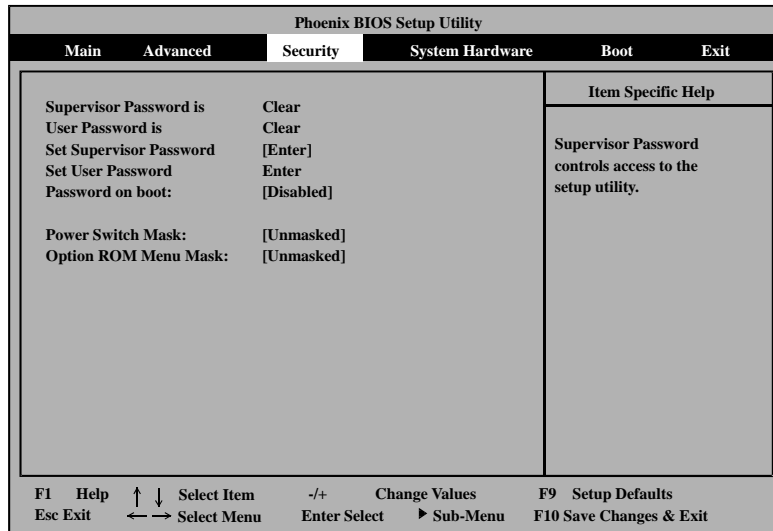 Phoenix BIOS Setup Utility
Main Advanced Security System Hardware Boot Exit
Supervisor Password is Clear
User Password is Clear
Set Supervisor Password [Enter]
Set User Password Enter
Password on boot: [Disabled]
Power Switch Mask: [Unmasked]
Option ROM Menu Mask: [Unmasked]
Item Specific Help
Supervisor Password
controls access to the
setup utility.
F1 Help ↑ ↓ Select Item -/+ Change Values F9 Setup Defaults
Esc Exit ← → Select Menu Enter Select ▶ Sub-Menu F10 Save Changes & Exit